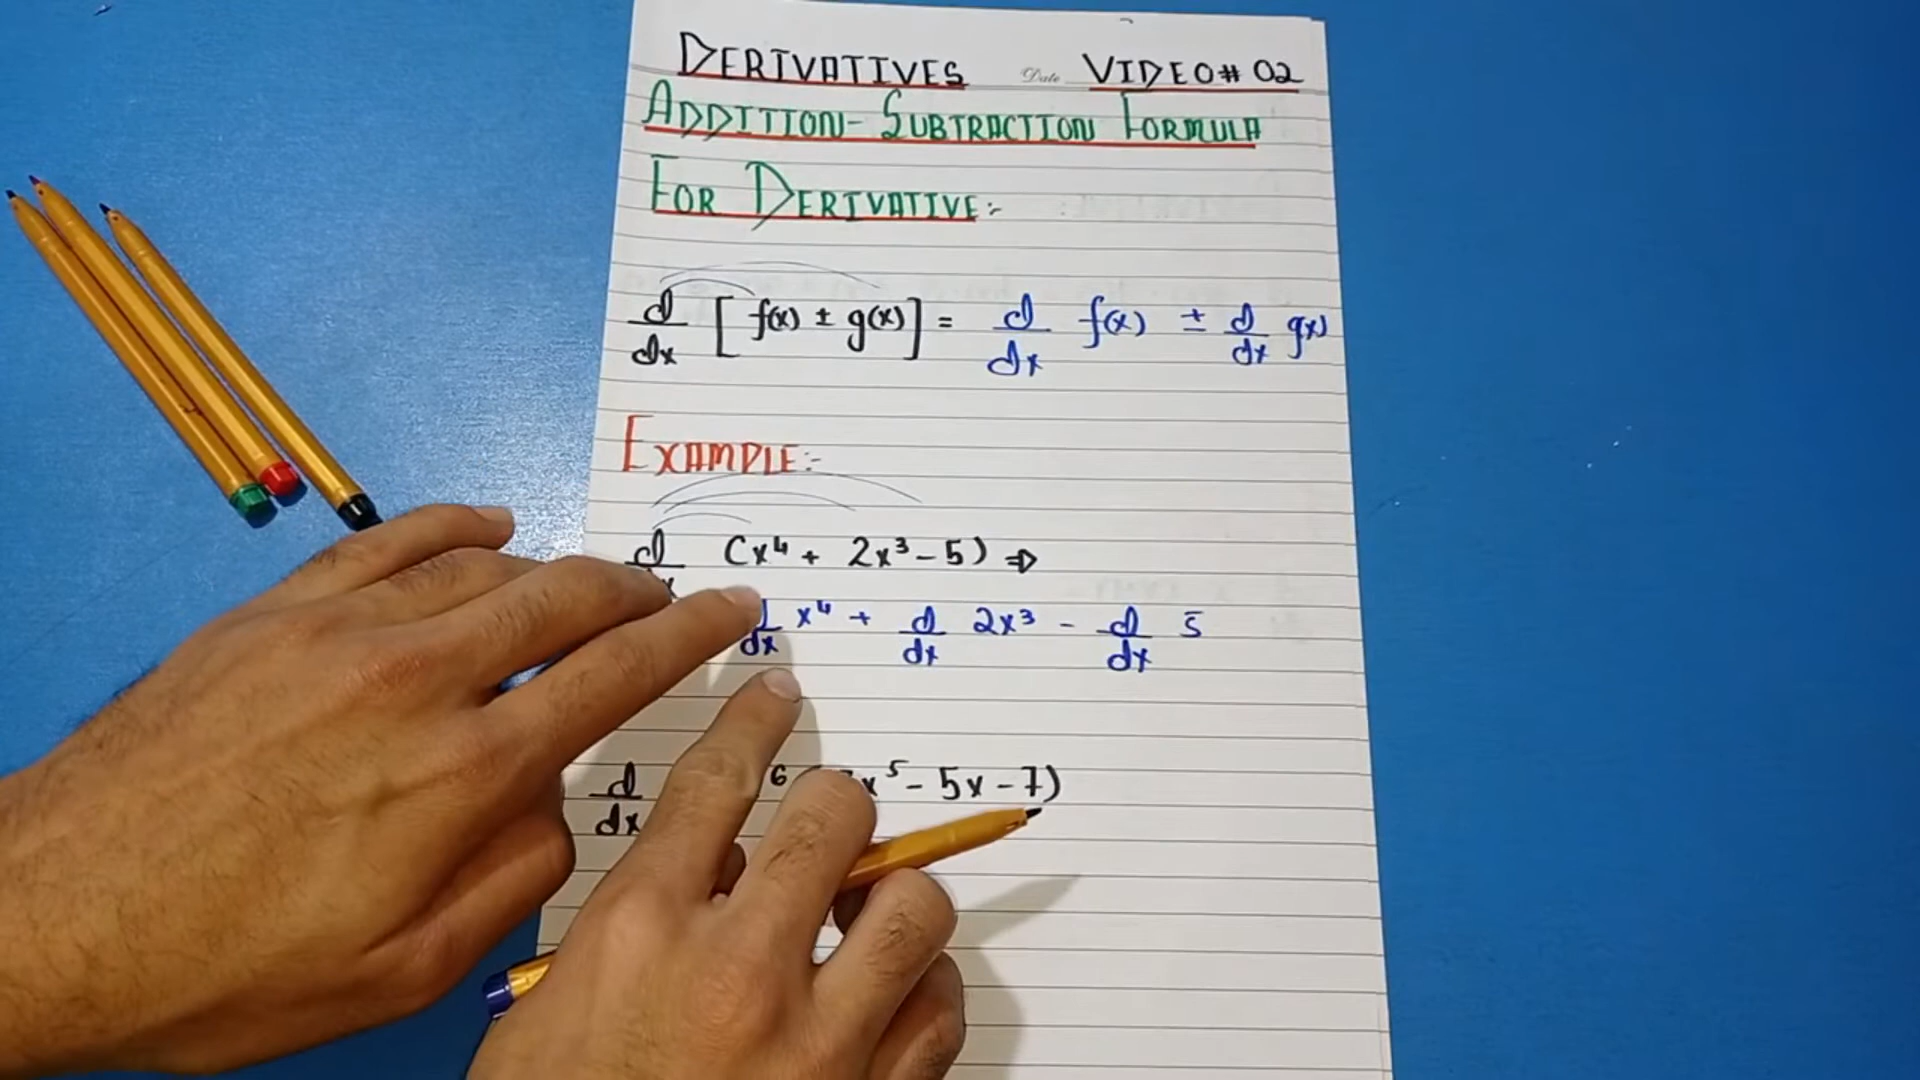 DERIVATIVES Date VIDEO# 02
ADDITION- SUBTRACTION FORMULA
FOR DERIVATIVE:-
d/dx [f(x) ± g(x)] = d/dx f(x) ± d/dx g(x)
EXAMPLE:-
d/dx (x⁴ + 2x³ - 5) ⇒
d/dx x⁴ + d/dx 2x³ - d/dx 5
d/dx ⁶ x⁵ - 5x - 7)